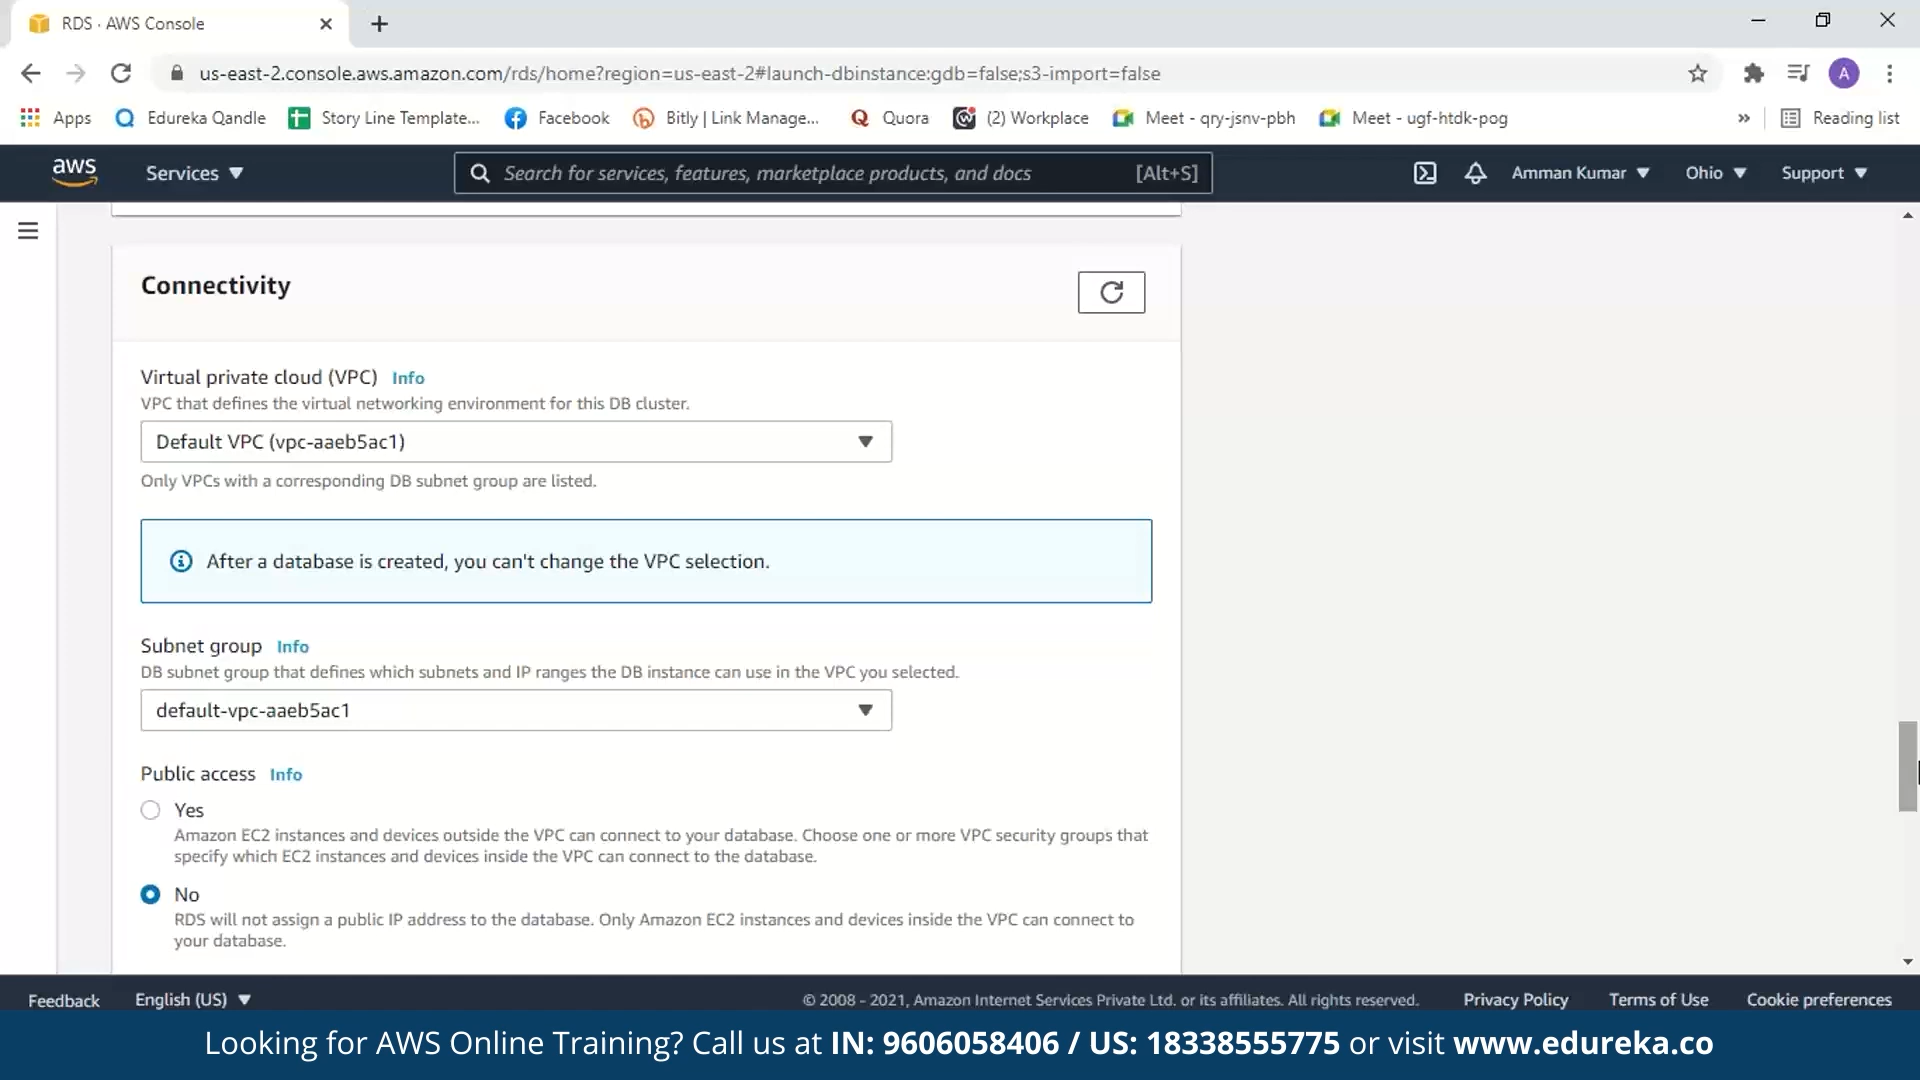 RDS · AWS Console
us-east-2.console.aws.amazon.com/rds/home?region=us-east-2#launch-dbinstance:gdb=false;s3-import=false
A
Apps
Edureka Qandle
Story Line Template...
Facebook
Bitly | Link Manage...
Quora
(2) Workplace
Meet - qry-jsnv-pbh
Meet - ugf-htdk-pog
»
Reading list
aws
Services
Search for services, features, marketplace products, and docs
[Alt+S]
Amman Kumar
Ohio
Support
Connectivity
Virtual private cloud (VPC) Info
VPC that defines the virtual networking environment for this DB cluster.
Default VPC (vpc-aaeb5ac1)
Only VPCs with a corresponding DB subnet group are listed.
After a database is created, you can't change the VPC selection.
Subnet group Info
DB subnet group that defines which subnets and IP ranges the DB instance can use in the VPC you selected.
default-vpc-aaeb5ac1
Public access Info
Yes
Amazon EC2 instances and devices outside the VPC can connect to your database. Choose one or more VPC security groups that
specify which EC2 instances and devices inside the VPC can connect to the database.
No
RDS will not assign a public IP address to the database. Only Amazon EC2 instances and devices inside the VPC can connect to
your database.
Feedback
English (US)
© 2008 - 2021, Amazon Internet Services Private Ltd. or its affiliates. All rights reserved.
Privacy Policy
Terms of Use
Cookie preferences
Looking for AWS Online Training? Call us at IN: 9606058406 / US: 18338555775 or visit www.edureka.co